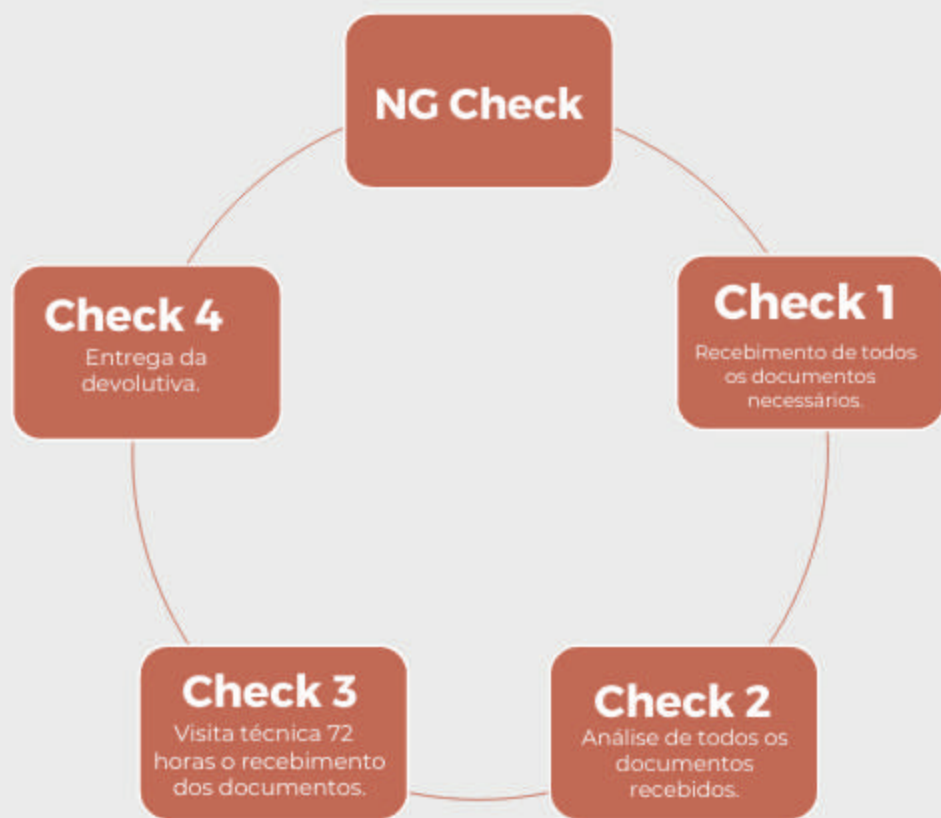 NG Check
Check 1
Recebimento de todos
os documentos
necessários.
Check 2
Análise de todos os
documentos
recebidos.
Check 3
Visita técnica 72
horas o recebimento
dos documentos.
Check 4
Entrega da
devolutiva.